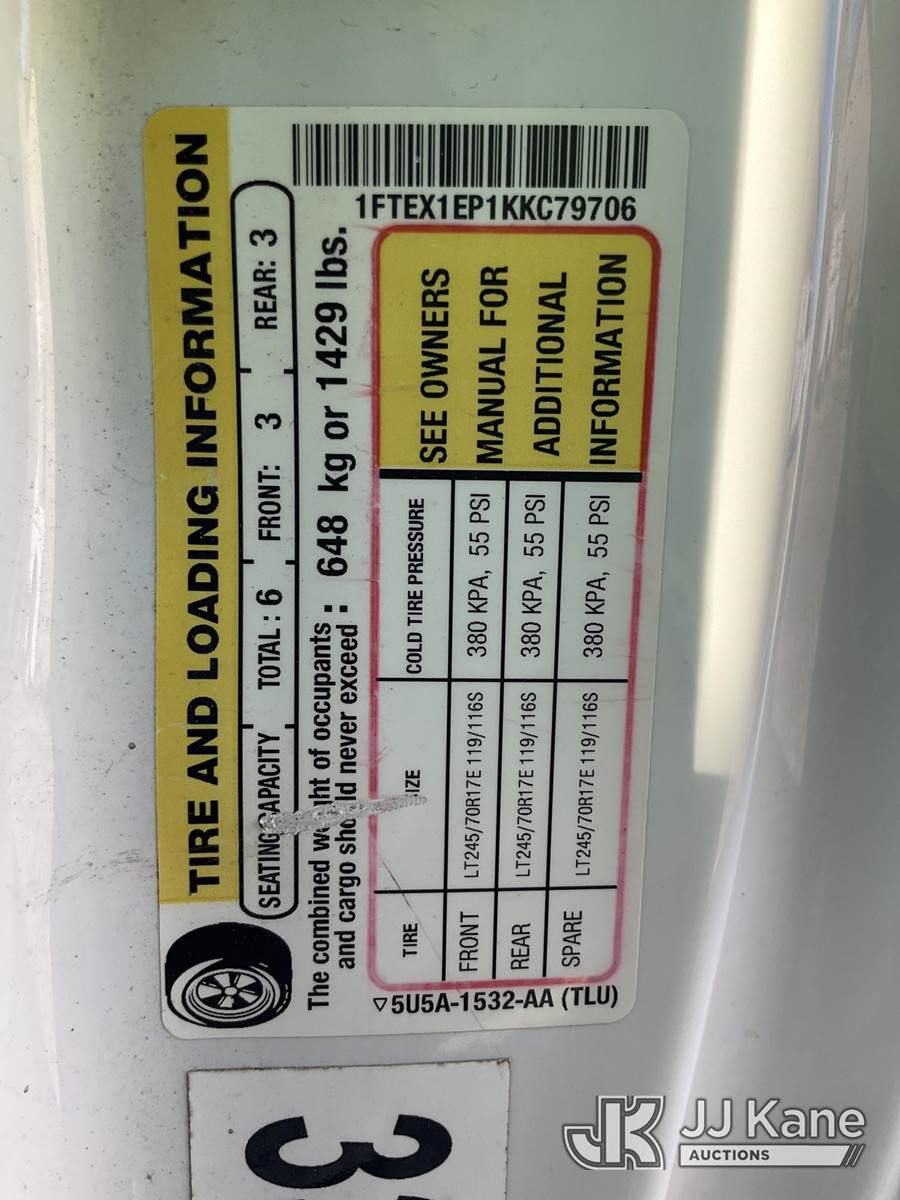 TIRE AND LOADING INFORMATION
SEATING CAPACITY TOTAL : 6 FRONT: 3 REAR: 3
The combined weight of occupants
and cargo should never exceed : 648 kg or 1429 lbs.
1FTEX1EP1KKC79706
TIRE SIZE COLD TIRE PRESSURE
FRONT LT245/70R17E 119/116S 380 KPA, 55 PSI
REAR LT245/70R17E 119/116S 380 KPA, 55 PSI
SPARE LT245/70R17E 119/116S 380 KPA, 55 PSI
SEE OWNERS
MANUAL FOR
ADDITIONAL
INFORMATION
5U5A-1532-AA (TLU)
JK JJ Kane
AUCTIONS